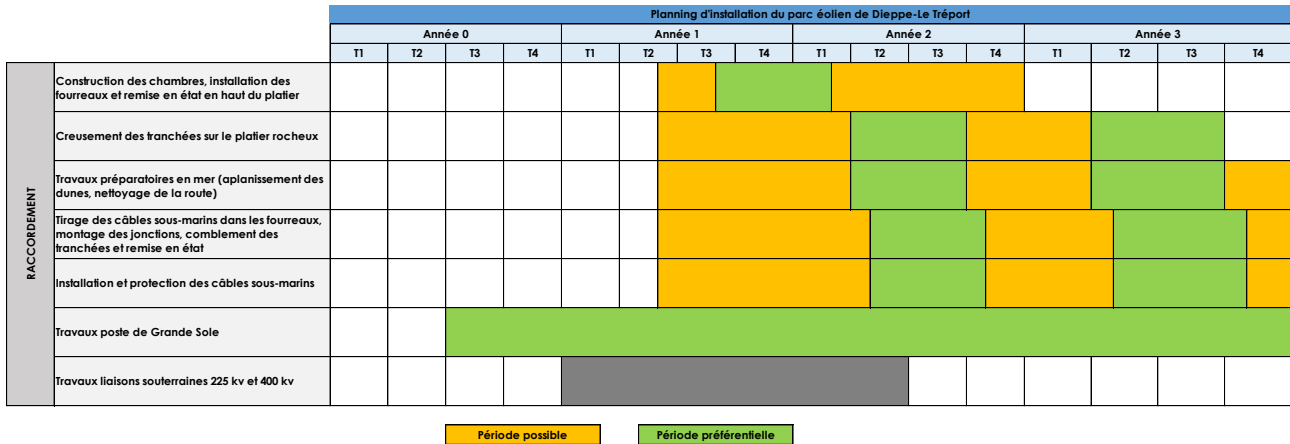 Planning d'installation du parc éolien de Dieppe-Le Tréport
Année 0 Année 1 Année 2 Année 3
T1 T2 T3 T4 T1 T2 T3 T4 T1 T2 T3 T4 T1 T2 T3 T4
RACCORDEMENT
Construction des chambres, installation des
fourreaux et remise en état en haut du platier
Creusement des tranchées sur le platier rocheux
Travaux préparatoires en mer (aplanissement des
dunes, nettoyage de la route)
Tirage des câbles sous-marins dans les fourreaux,
montage des jonctions, comblement des
tranchées et remise en état
Installation et protection des câbles sous-marins
Travaux poste de Grande Sole
Travaux liaisons souterraines 225 kv et 400 kv
Période possible Période préférentielle